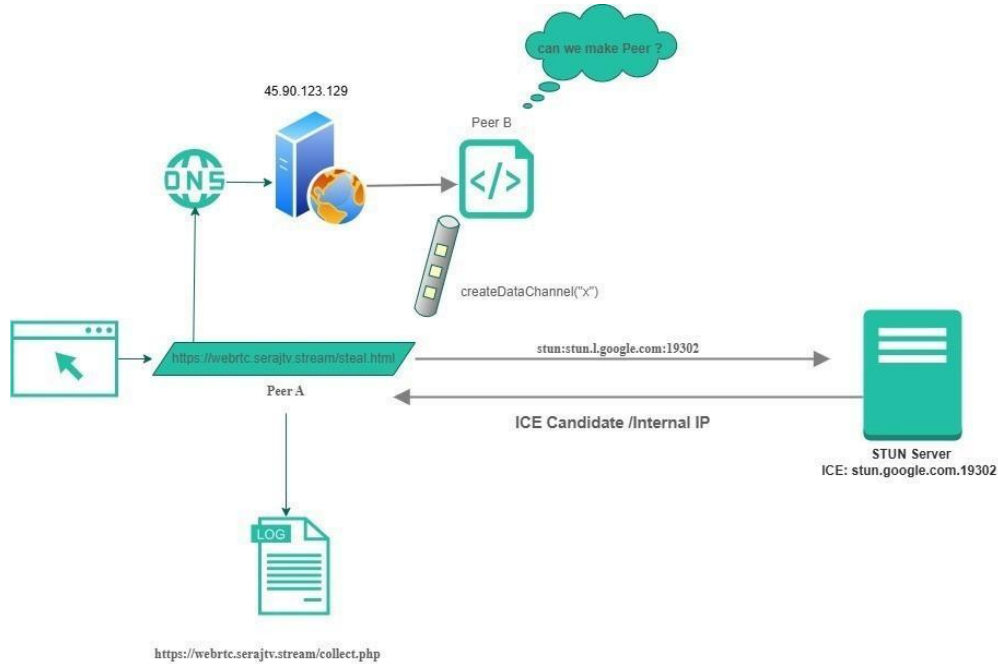 can we make Peer ?
45.90.123.129
Peer B
DNS
</>
createDataChannel("x")
https://webrtc.serajtv.stream/steal.html
stun:stun.l.google.com:19302
Peer A
ICE Candidate /Internal IP
STUN Server
ICE: stun.google.com.19302
LOG
https://webrtc.serajtv.stream/collect.php